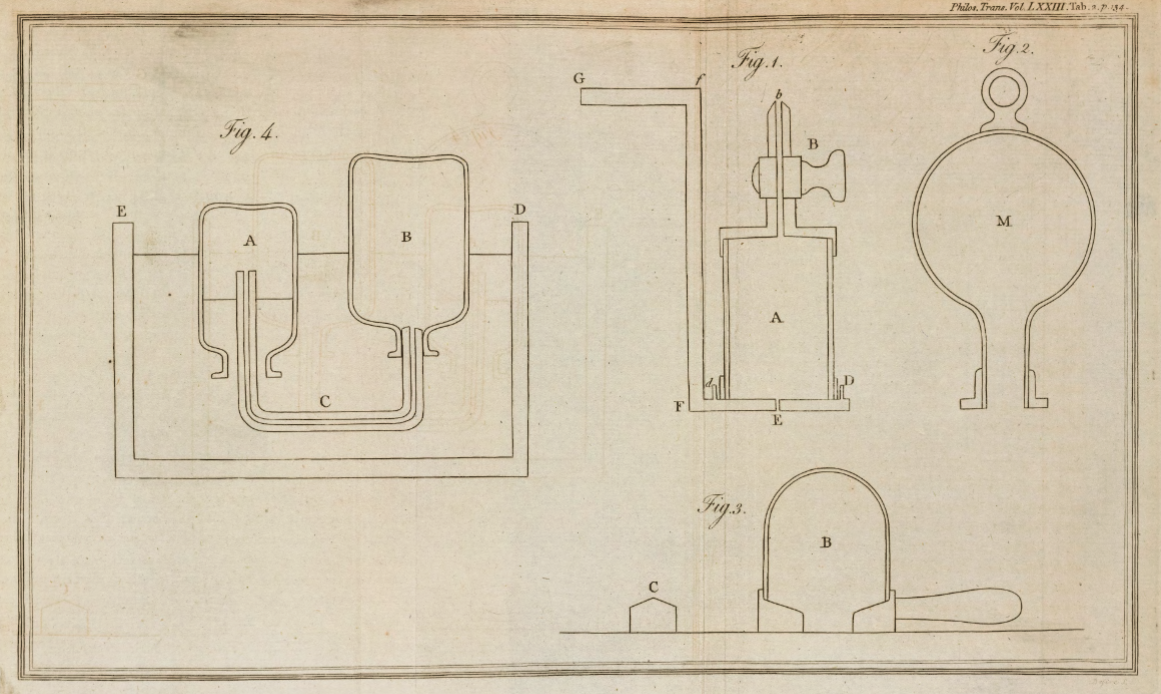 Philos. Trans. Vol. LXXIII. Tab. 2. p. 134.
Fig. 4.
E
D
A
B
C
Fig. 1.
G
f
b
B
A
d
D
F
E
Fig. 2.
M
Fig. 3.
B
C